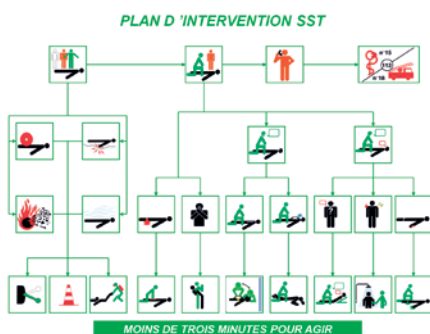 PLAN D 'INTERVENTION SST
n°15
112
n°18
MOINS DE TROIS MINUTES POUR AGIR